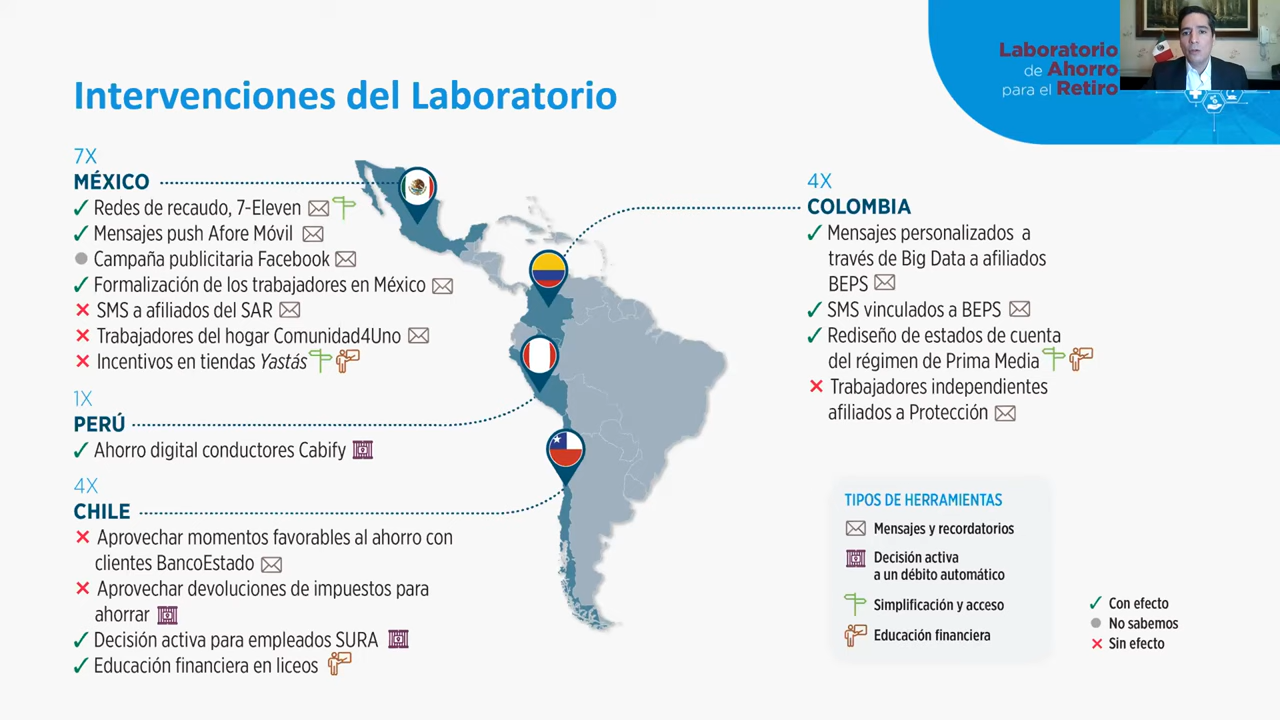 Laboratorio
de Ahorro
para el Retiro
Intervenciones del Laboratorio
7X
MÉXICO
Redes de recaudo, 7-Eleven
Mensajes push Afore Móvil
Campaña publicitaria Facebook
Formalización de los trabajadores en México
SMS a afiliados del SAR
Trabajadores del hogar Comunidad4Uno
Incentivos en tiendas Yastás
1X
PERÚ
Ahorro digital conductores Cabify
4X
CHILE
Aprovechar momentos favorables al ahorro con
clientes BancoEstado
Aprovechar devoluciones de impuestos para
ahorrar
Decisión activa para empleados SURA
Educación financiera en liceos
4X
COLOMBIA
Mensajes personalizados a
través de Big Data a afiliados
BEPS
SMS vinculados a BEPS
Rediseño de estados de cuenta
del régimen de Prima Media
Trabajadores independientes
afiliados a Protección
TIPOS DE HERRAMIENTAS
Mensajes y recordatorios
Decisión activa
a un débito automático
Simplificación y acceso
Educación financiera
Con efecto
No sabemos
Sin efecto